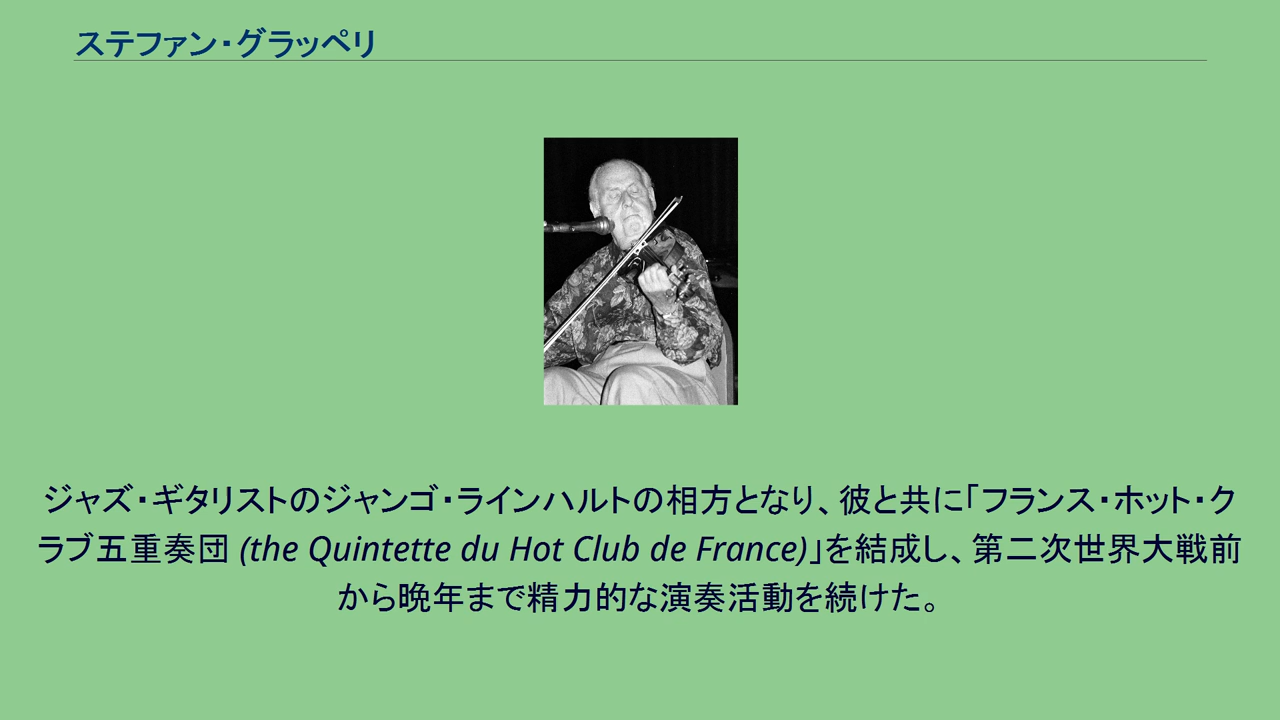 ステファン・グラッペリ
ジャズ・ギタリストのジャンゴ・ラインハルトの相方となり、彼と共に「フランス・ホット・ク
ラブ五重奏団 (the Quintette du Hot Club de France)」を結成し、第二次世界大戦前
から晩年まで精力的な演奏活動を続けた。